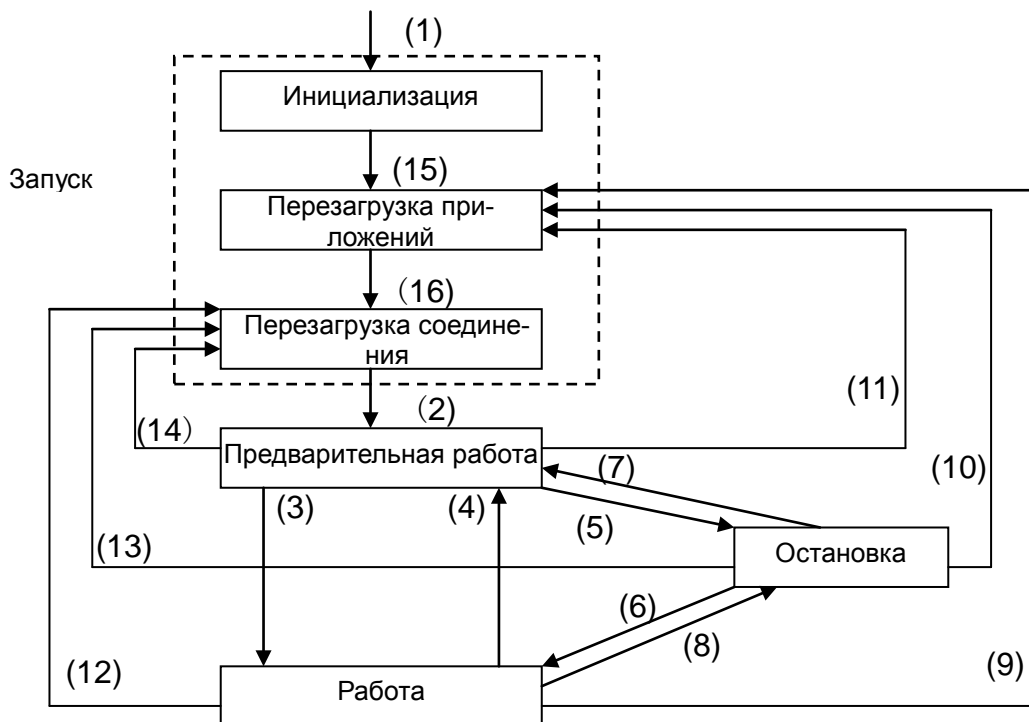 (1)
Инициализация
(15)
Запуск
Перезагрузка при-
ложений
(16)
Перезагрузка соедине-
ния
(11)
(2)
(14)
Предварительная работа
(7)
(10)
(3)
(4)
(5)
(13)
Остановка
(6)
(8)
(12)
(9)
Работа